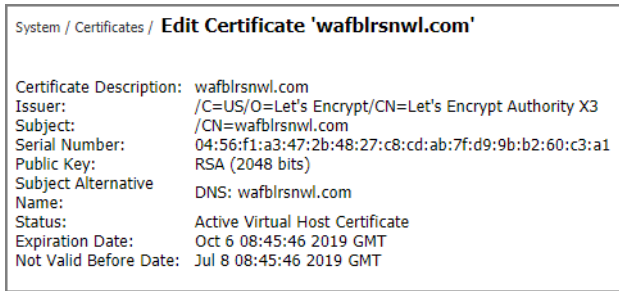 System / Certificates / Edit Certificate 'wafblrsnwl.com'
Certificate Description: wafblrsnwl.com
Issuer: /C=US/O=Let's Encrypt/CN=Let's Encrypt Authority X3
Subject: /CN=wafblrsnwl.com
Serial Number: 04:56:f1:a3:47:2b:48:27:c8:cd:ab:7f:d9:9b:b2:60:c3:a1
Public Key: RSA (2048 bits)
Subject Alternative
Name: DNS: wafblrsnwl.com
Status: Active Virtual Host Certificate
Expiration Date: Oct 6 08:45:46 2019 GMT
Not Valid Before Date: Jul 8 08:45:46 2019 GMT